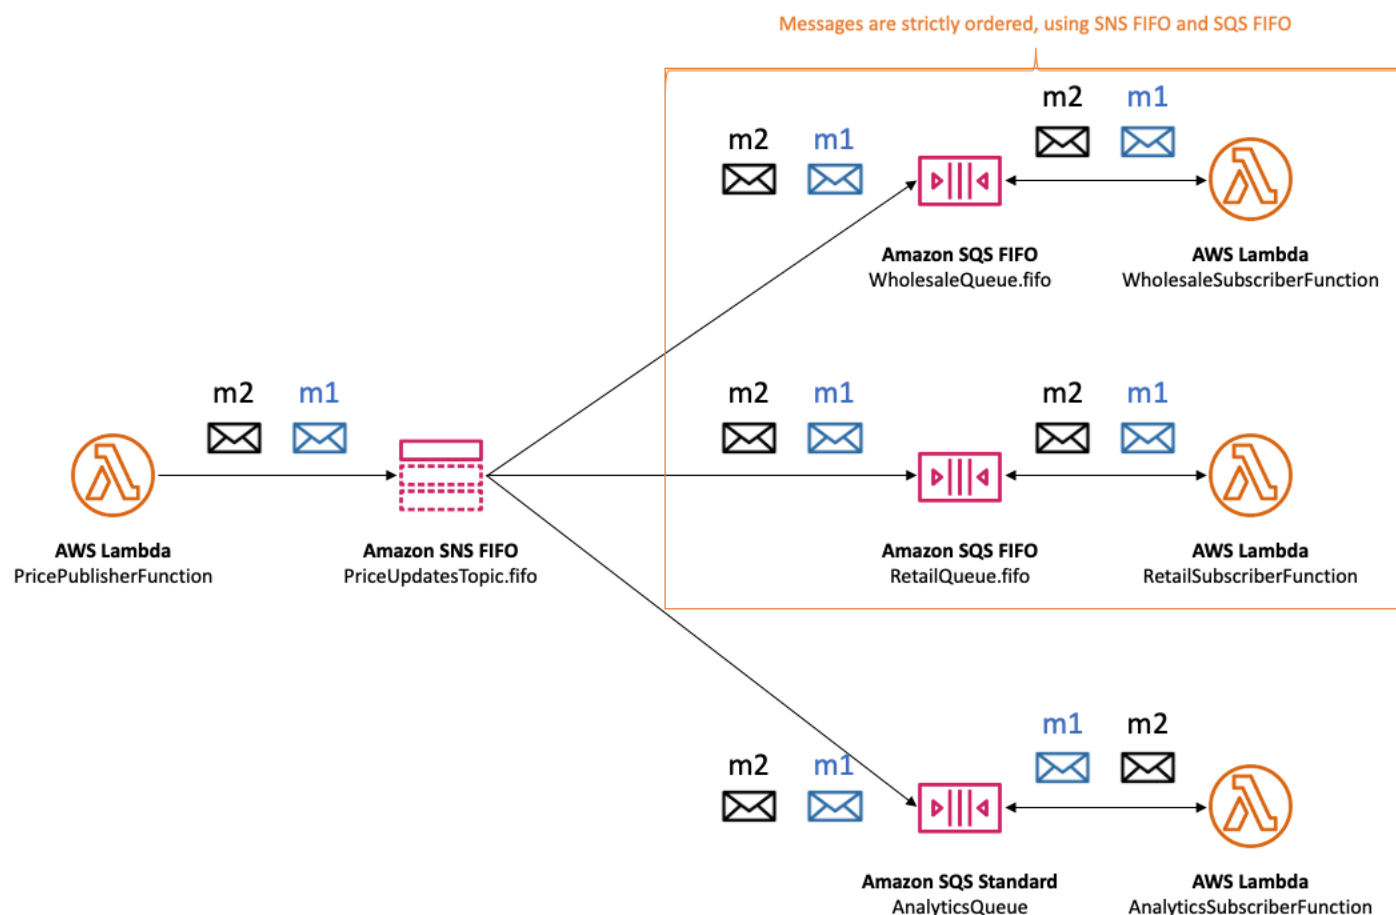 Messages are strictly ordered, using SNS FIFO and SQS FIFO
m2 m1
m2 m1
Amazon SQS FIFO
WholesaleQueue.fifo
AWS Lambda
WholesaleSubscriberFunction
m2 m1
m2 m1
m2 m1
AWS Lambda
PricePublisherFunction
Amazon SNS FIFO
PriceUpdatesTopic.fifo
Amazon SQS FIFO
RetailQueue.fifo
AWS Lambda
RetailSubscriberFunction
m2 m1
m1 m2
Amazon SQS Standard
AnalyticsQueue
AWS Lambda
AnalyticsSubscriberFunction